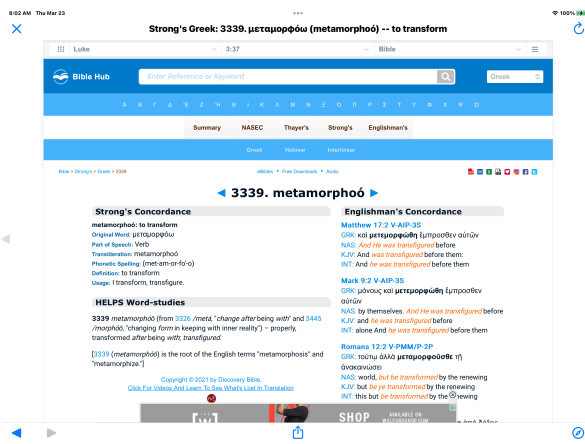 8:02 AM Thu Mar 23
100%
Strong's Greek: 3339. μεταμορφόω (metamorphoó) -- to transform
Luke 3:37 Bible
Bible Hub Enter Reference or Keyword Greek
Α Β Γ Δ Ἐ Ζ Ἡ Θ Ἰ Κ Λ Μ Ν Ξ Ο Π Ρ Σ Τ Υ Φ Χ Ψ Ω
Summary NASEC Thayer's Strong's Englishman's
Greek Hebrew Interlinear
Bible > Strong's > Greek > 3339 eBibles • Free Downloads • Audio
◄ 3339. metamorphoó ►
Strong's Concordance
metamorphoó: to transform
Original Word: μεταμορφόω
Part of Speech: Verb
Transliteration: metamorphoó
Phonetic Spelling: (met-am-or-fo'-o)
Definition: to transform
Usage: I transform, transfigure.
HELPS Word-studies
3339 metamorphóō (from 3326 /metá, "change after being with" and 3445
/morphóō, "changing form in keeping with inner reality") – properly,
transformed after being with; transfigured.
[3339 (metamorphóō) is the root of the English terms "metamorphosis" and
"metamorphize."]
Copyright © 2021 by Discovery Bible.
Click For Videos And Learn To See What's Lost In Translation
Englishman's Concordance
Matthew 17:2 V-AIP-3S
GRK: καὶ μετεμορφώθη ἔμπροσθεν αὐτῶν
NAS: And He was transfigured before
KJV: And was transfigured before them:
INT: And he was transfigured before them
Mark 9:2 V-AIP-3S
GRK: μόνους καὶ μετεμορφώθη ἔμπροσθεν
αὐτῶν
NAS: by themselves. And He was transfigured before
KJV: and he was transfigured before
INT: alone And he was transfigured before them
Romans 12:2 V-PMM/P-2P
GRK: τούτῳ ἀλλὰ μεταμορφοῦσθε τῇ
ἀνακαινώσει
NAS: world, but be transformed by the renewing
KJV: but be ye transformed by the renewing
INT: this but be transformed by the renewing
[W] SHOP AVAILABLE ON
WOLFORDSHOP.COM